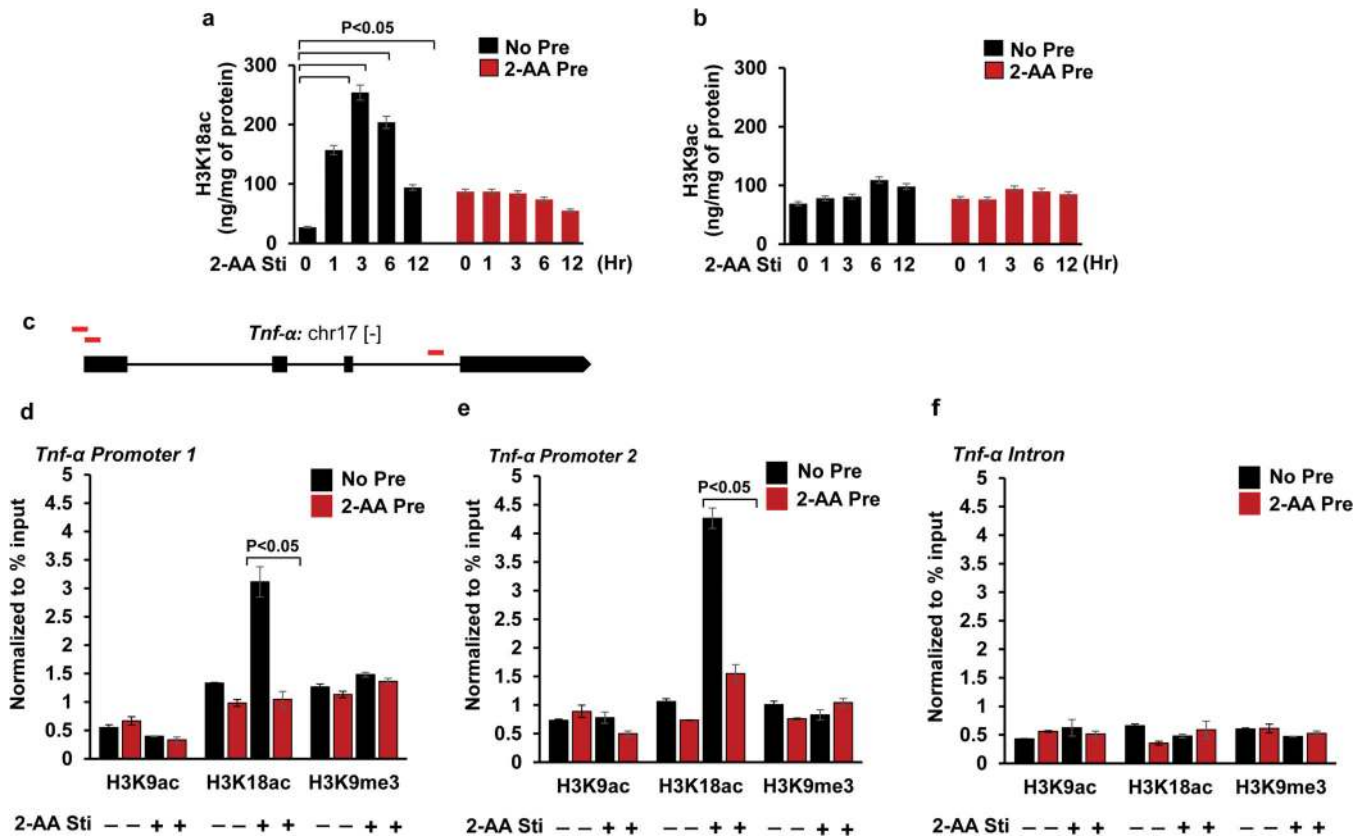 a
P<0.05
No Pre
2-AA Pre
300
200
100
0
H3K18ac
(ng/mg of protein)
2-AA Sti 0 1 3 6 12 0 1 3 6 12 (Hr)
b
No Pre
2-AA Pre
300
200
100
0
H3K9ac
(ng/mg of protein)
2-AA Sti 0 1 3 6 12 0 1 3 6 12 (Hr)
c
Tnf-α: chr17 [-]
d
Tnf-α Promoter 1
No Pre
2-AA Pre
P<0.05
Normalized to % input
5
4.5
4
3.5
3
2.5
2
1.5
1
0.5
0
H3K9ac H3K18ac H3K9me3
2-AA Sti — — + + — — + + — — + +
e
Tnf-α Promoter 2
No Pre
2-AA Pre
P<0.05
Normalized to % input
5
4.5
4
3.5
3
2.5
2
1.5
1
0.5
0
H3K9ac H3K18ac H3K9me3
2-AA Sti — — + + — — + + — — + +
f
Tnf-α Intron
No Pre
2-AA Pre
Normalized to % input
5
4.5
4
3.5
3
2.5
2
1.5
1
0.5
0
H3K9ac H3K18ac H3K9me3
2-AA Sti — — + + — — + + — — + +